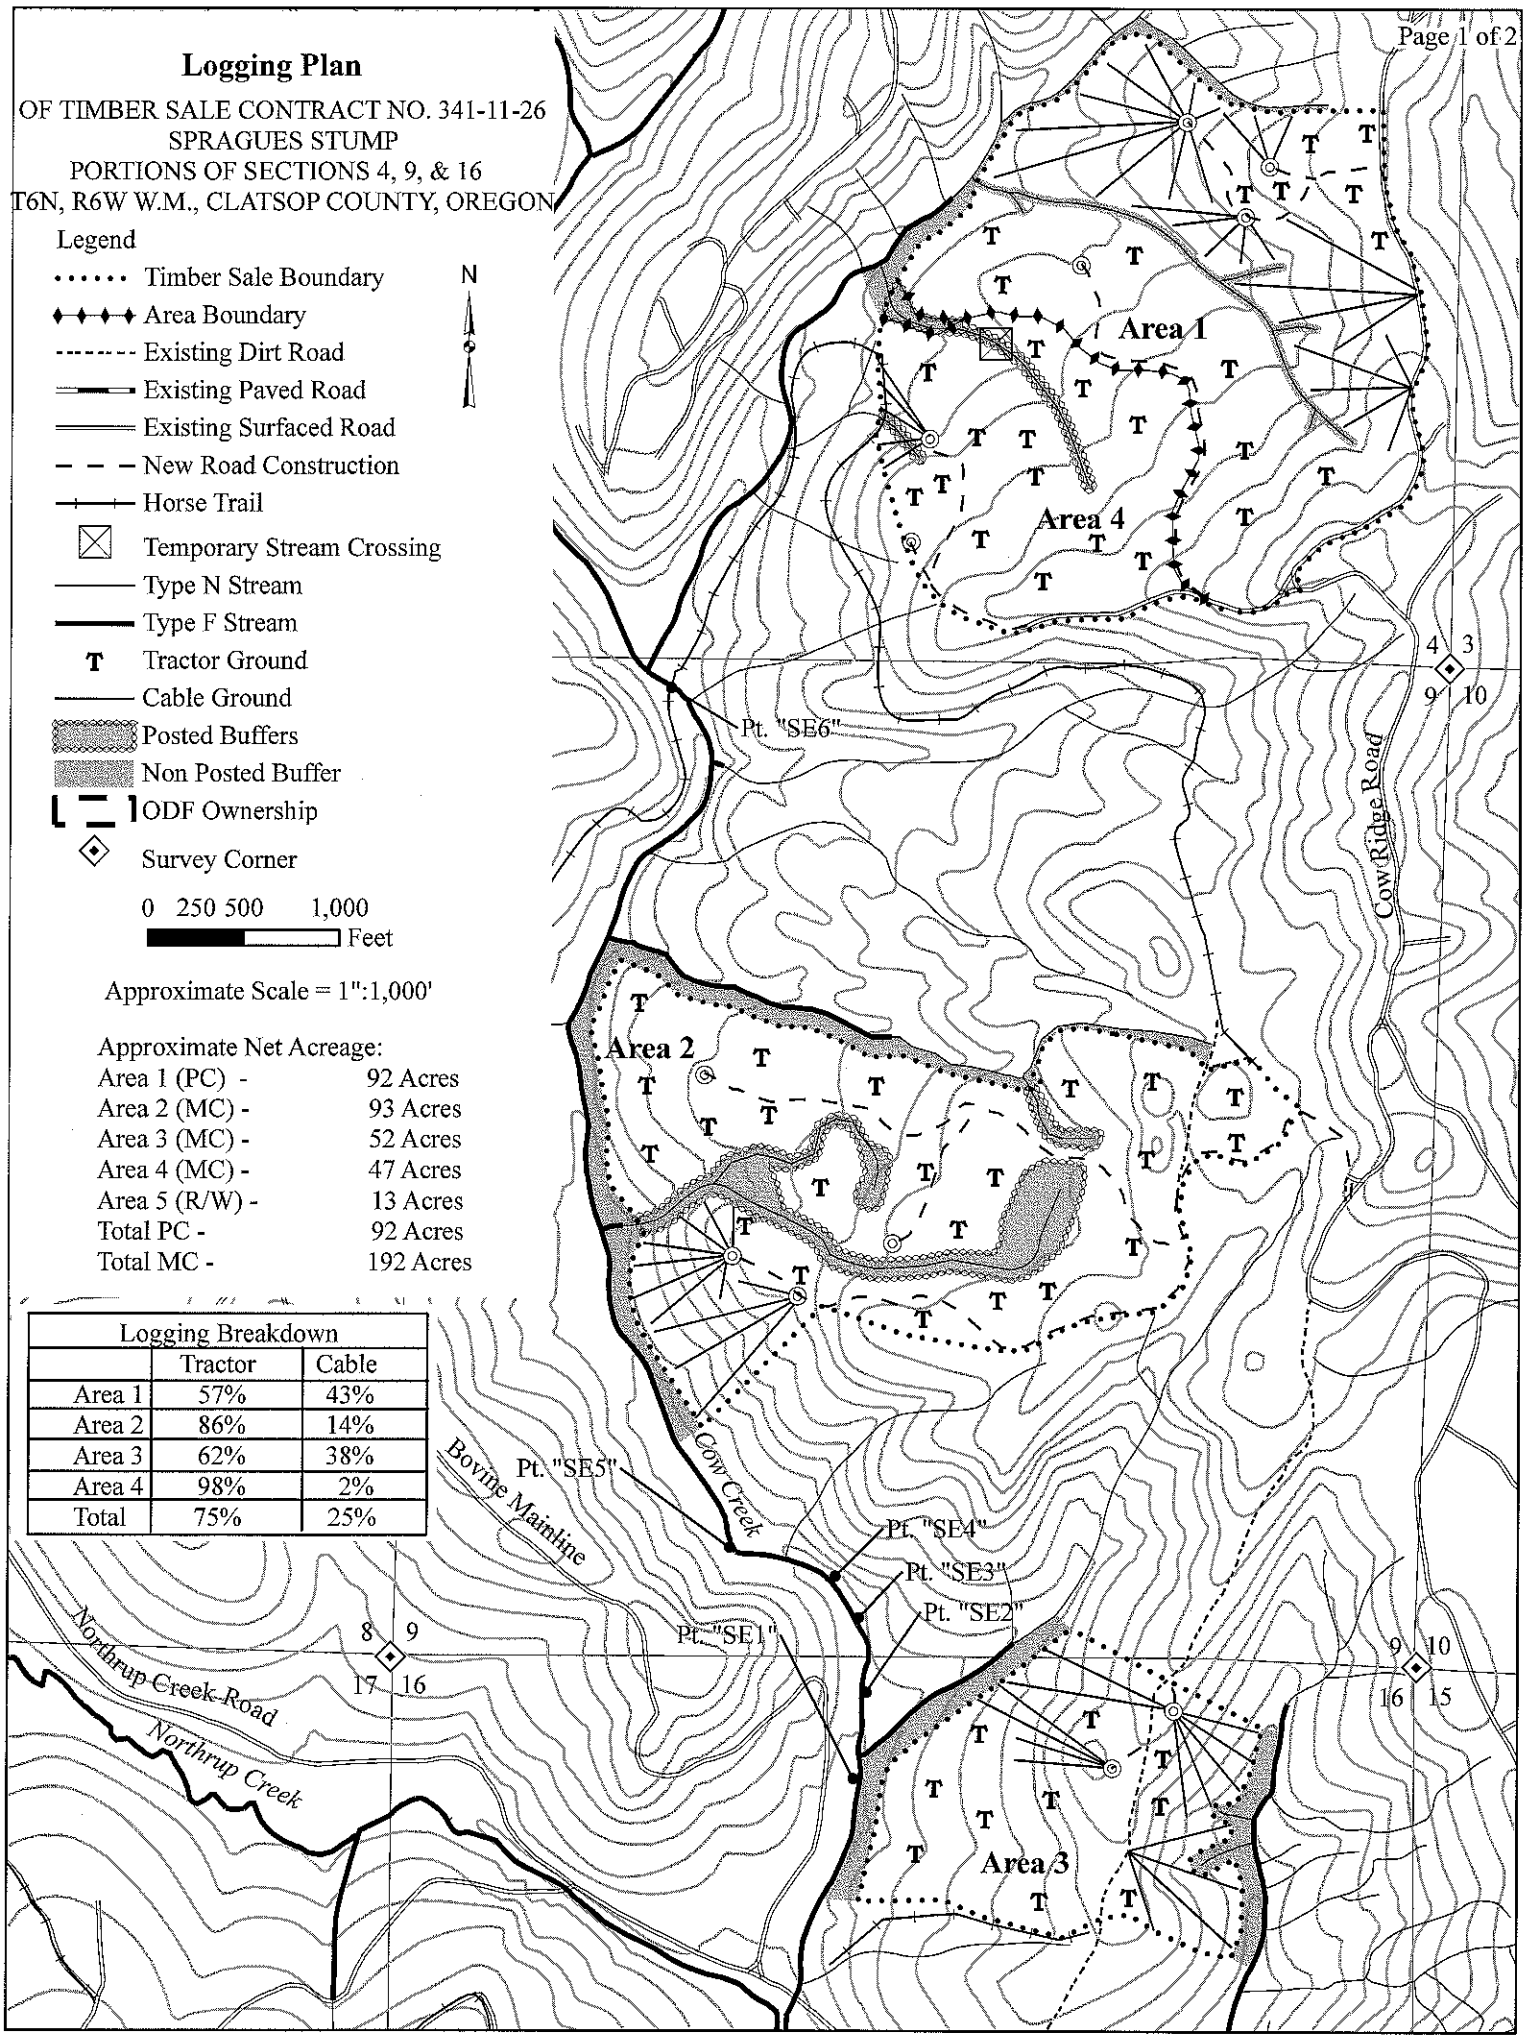 Page 1 of 2
Logging Plan
OF TIMBER SALE CONTRACT NO. 341-11-26
SPRAGUES STUMP
PORTIONS OF SECTIONS 4, 9, & 16
T6N, R6W W.M., CLATSOP COUNTY, OREGON
Legend
Timber Sale Boundary
Area Boundary
Existing Dirt Road
Existing Paved Road
Existing Surfaced Road
New Road Construction
Horse Trail
Temporary Stream Crossing
Type N Stream
Type F Stream
T Tractor Ground
Cable Ground
Posted Buffers
Non Posted Buffer
ODF Ownership
Survey Corner
N
0 250 500 1,000
Feet
Approximate Scale = 1":1,000'
Approximate Net Acreage:
Area 1 (PC) - 92 Acres
Area 2 (MC) - 93 Acres
Area 3 (MC) - 52 Acres
Area 4 (MC) - 47 Acres
Area 5 (R/W) - 13 Acres
Total PC - 92 Acres
Total MC - 192 Acres
Logging Breakdown
Tractor Cable
Area 1 57% 43%
Area 2 86% 14%
Area 3 62% 38%
Area 4 98% 2%
Total 75% 25%
T T
T T T
T T T
T
Area 1
T
T T T
T
T T T
T T T T
Area 4
T T T
T T
4 3
9 10
Pt. "SE6"
Cow Ridge Road
T
Area 2
T
T T T T T
T T
T T
T T T T
T T
T
T T
T T
Cow Creek
Bovine Mainline
Pt. "SE5"
Pt. "SE4"
Pt. "SE3"
Pt. "SE2"
Pt. "SE1"
8 9
17 16
9 10
16 15
Northrup Creek Road
Northrup Creek
T T
T
T T T
T
T
Area 3
T T